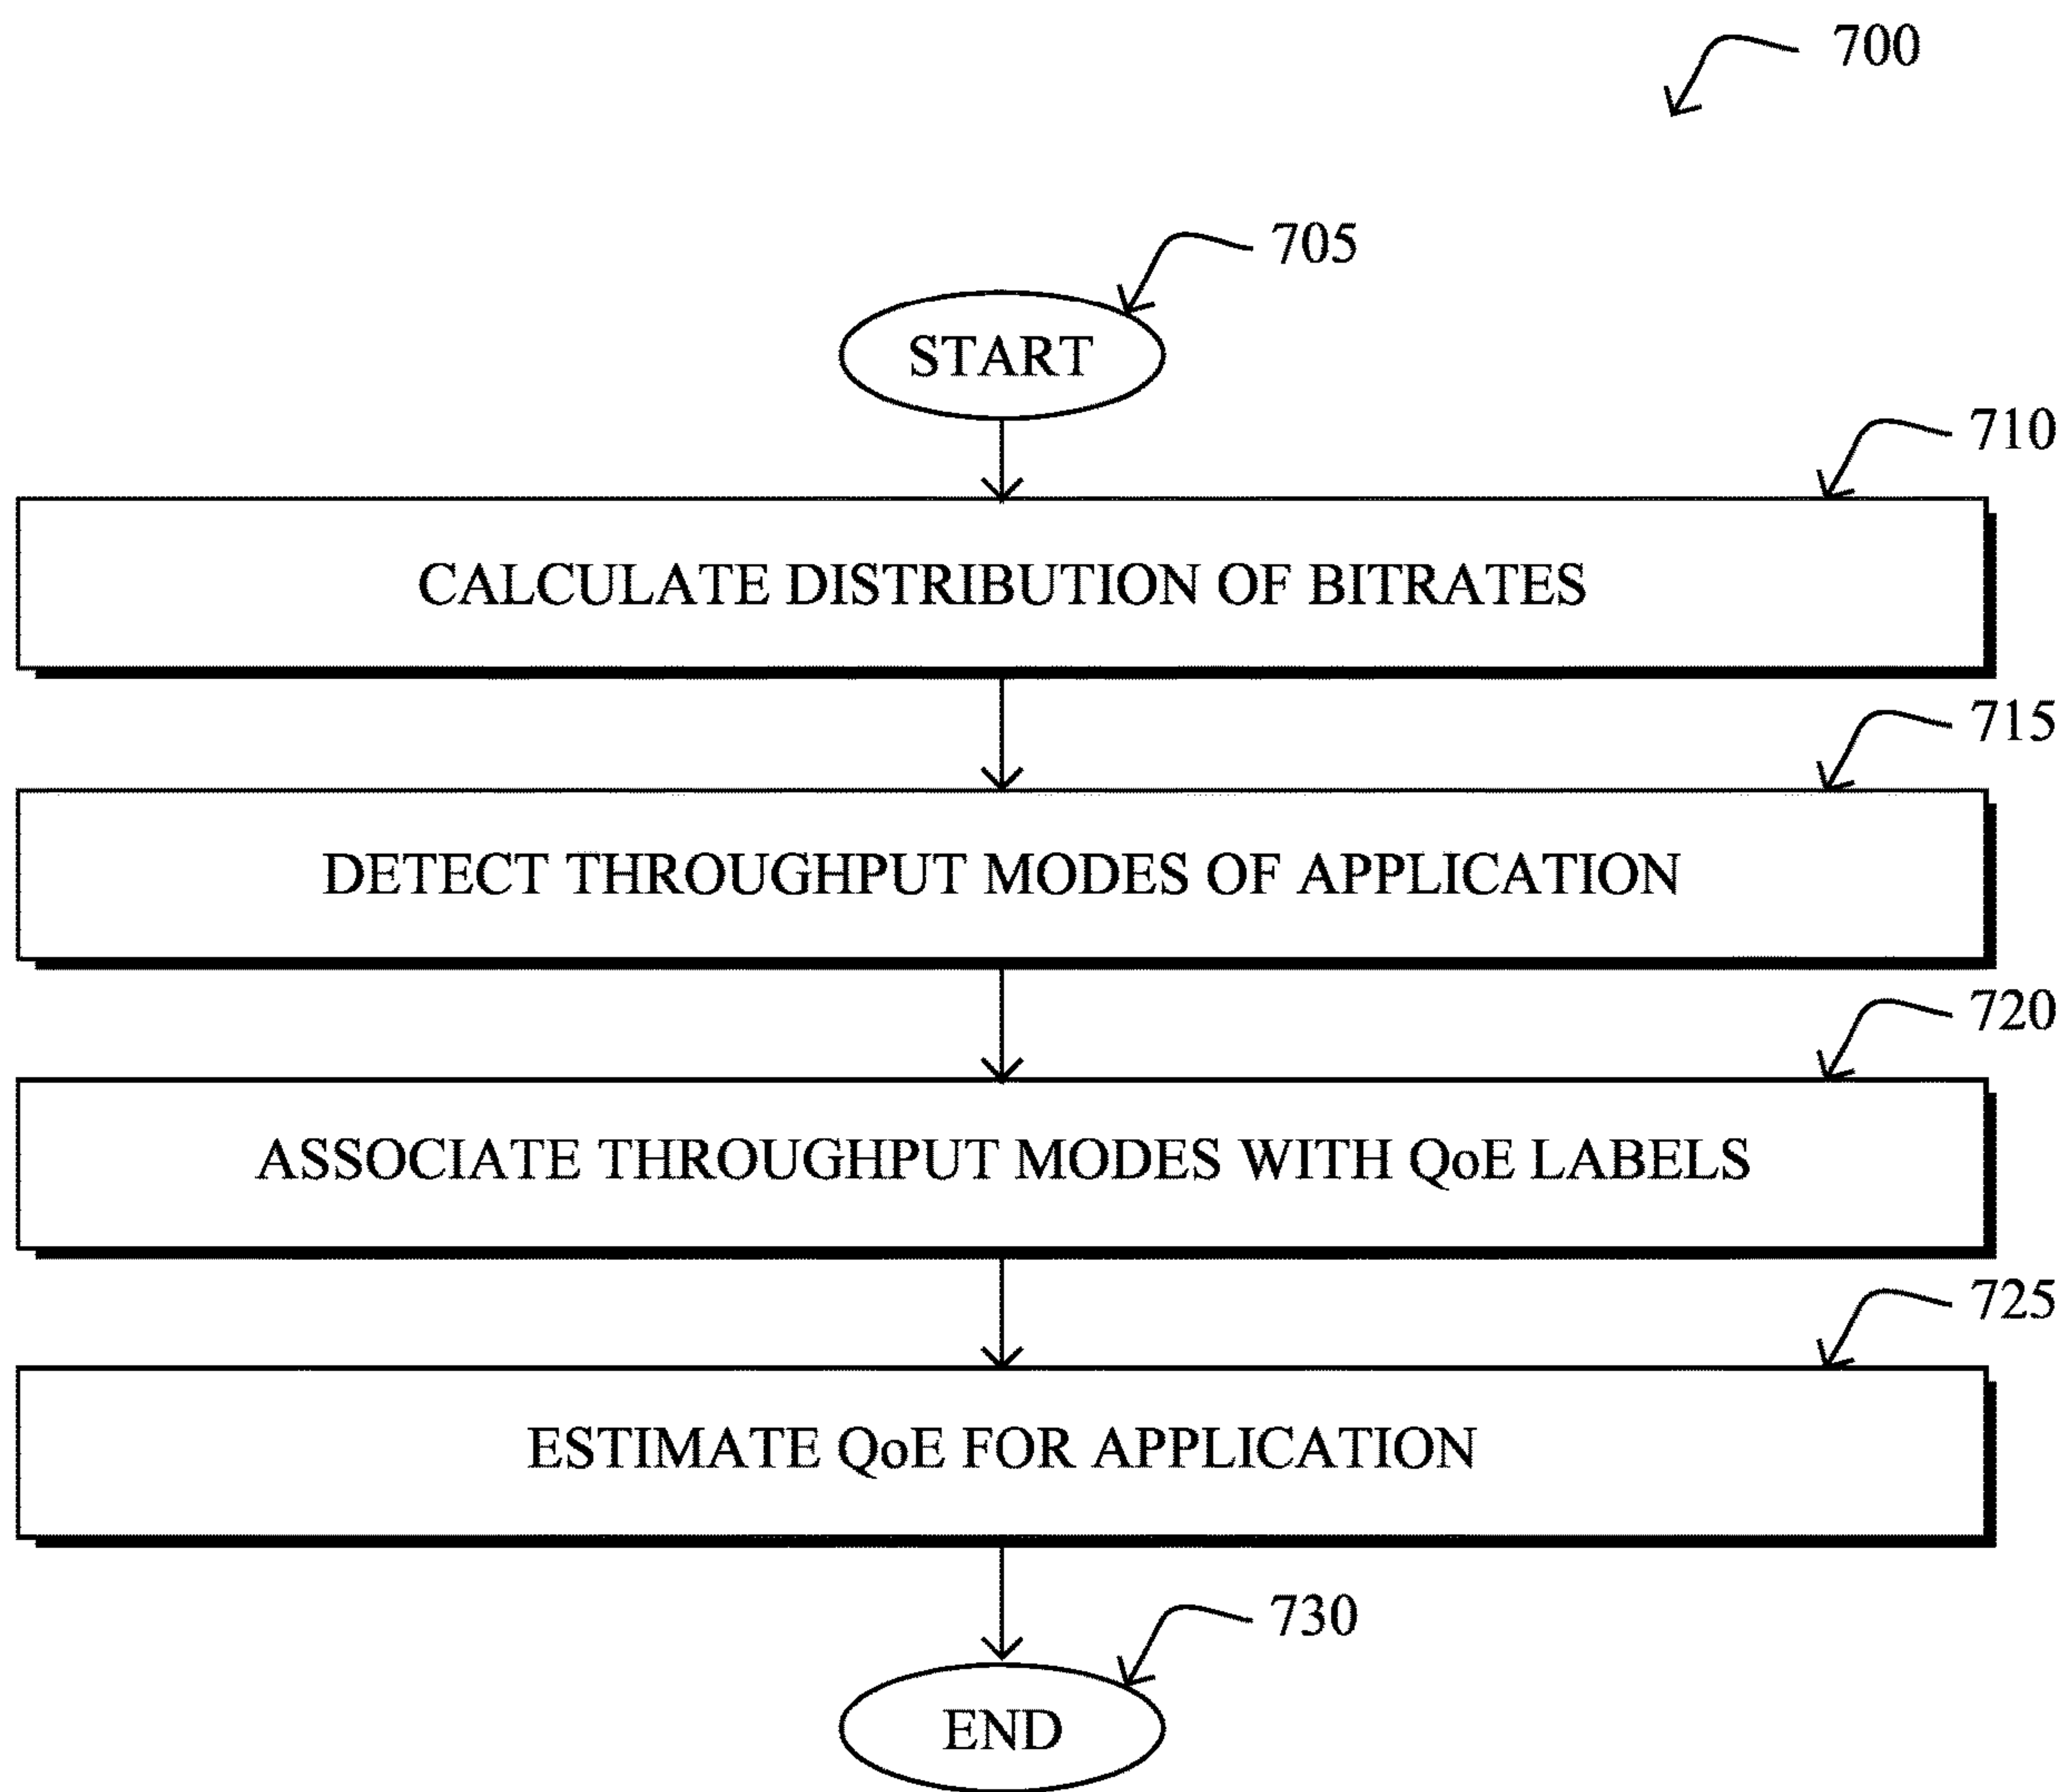 700
705
START
710
CALCULATE DISTRIBUTION OF BITRATES
715
DETECT THROUGHPUT MODES OF APPLICATION
720
ASSOCIATE THROUGHPUT MODES WITH QoE LABELS
725
ESTIMATE QoE FOR APPLICATION
730
END